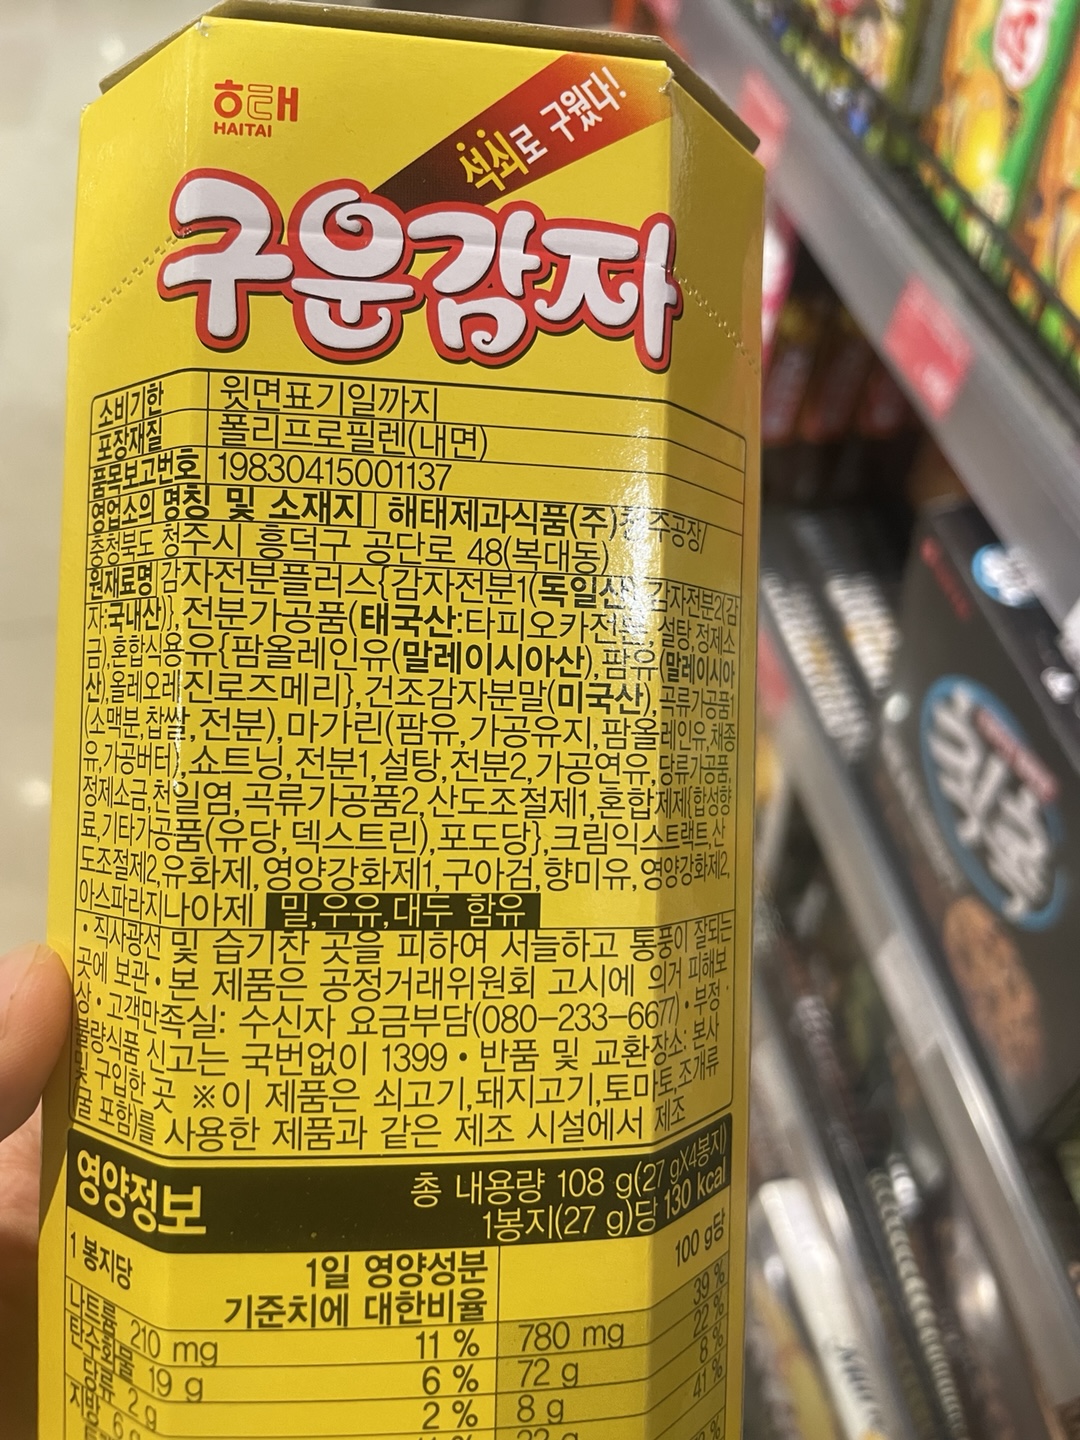 해태
HAITAI
석쇠로 구웠다!
구운감자
소비기한 윗면표기일까지
포장재질 폴리프로필렌(내면)
품목보고번호 19830415001137
영업소의 명칭 및 소재지 해태제과식품(주)청주공장/
충청북도 청주시 흥덕구 공단로 48(복대동)
원재료명 감자전분플러스{감자전분1(독일산),감자전분2(감
자:국내산)},전분가공품(태국산:타피오카전분,설탕,정제소
금),혼합식용유{팜올레인유(말레이시아산),팜유(말레이시아
산),올레오레진로즈메리},건조감자분말(미국산),곡류가공품1
(소맥분,찹쌀,전분),마가린(팜유,가공유지,팜올레인유,채종
유,가공버터),쇼트닝,전분1,설탕,전분2,가공연유,당류가공품,
정제소금,천일염,곡류가공품2,산도조절제1,혼합제제{합성향
료,기타가공품(유당,덱스트린),포도당},크림익스트랙트,산
도조절제2,유화제,영양강화제1,구아검,향미유,영양강화제2,
아스파라지나아제 밀,우유,대두 함유
• 직사광선 및 습기찬 곳을 피하여 서늘하고 통풍이 잘되는
곳에 보관 • 본 제품은 공정거래위원회 고시에 의거 피해보
상 • 고객만족실: 수신자 요금부담(080-233-6677) • 부정·
불량식품 신고는 국번없이 1399 • 반품 및 교환장소: 본사
및 구입한 곳 ※이 제품은 쇠고기,돼지고기,토마토,조개류
(굴 포함)를 사용한 제품과 같은 제조 시설에서 제조
영양정보
총 내용량 108 g(27 gX4봉지)
1봉지(27 g)당 130 kcal
1 봉지당 1일 영양성분 기준치에 대한비율 100 g당
나트륨 210 mg 11 % 780 mg 39 %
탄수화물 19 g 6 % 72 g 22 %
당류 2 g 2 % 8 g 8 %
지방 6 g 22 g 41 %